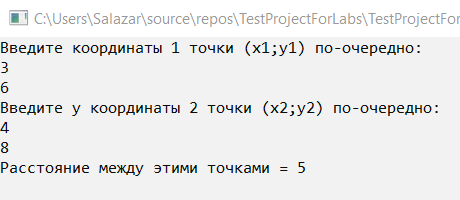 C:\Users\Salazar\source\repos\TestProjectForLabs\TestProjectFor
Введите координаты 1 точки (x1;y1) по-очередно:
3
6
Введите у координаты 2 точки (x2;y2) по-очередно:
4
8
Расстояние между этими точками = 5